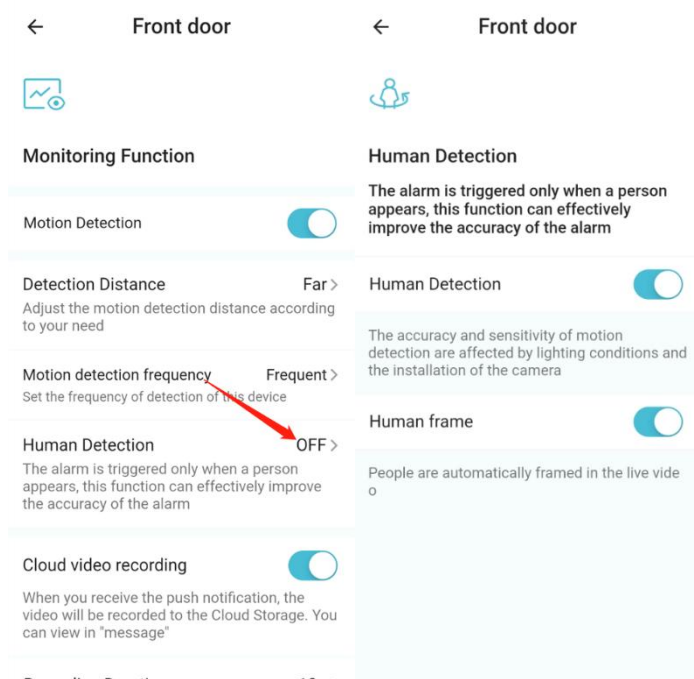 Front door
Monitoring Function
Motion Detection
Detection Distance
Far
Adjust the motion detection distance according
to your need
Motion detection frequency
Frequent
Set the frequency of detection of this device
Human Detection
OFF
The alarm is triggered only when a person
appears, this function can effectively improve
the accuracy of the alarm
Cloud video recording
When you receive the push notification, the
video will be recorded to the Cloud Storage. You
can view in "message"
Front door
Human Detection
The alarm is triggered only when a person
appears, this function can effectively
improve the accuracy of the alarm
Human Detection
The accuracy and sensitivity of motion
detection are affected by lighting conditions and
the installation of the camera
Human frame
People are automatically framed in the live vide
o